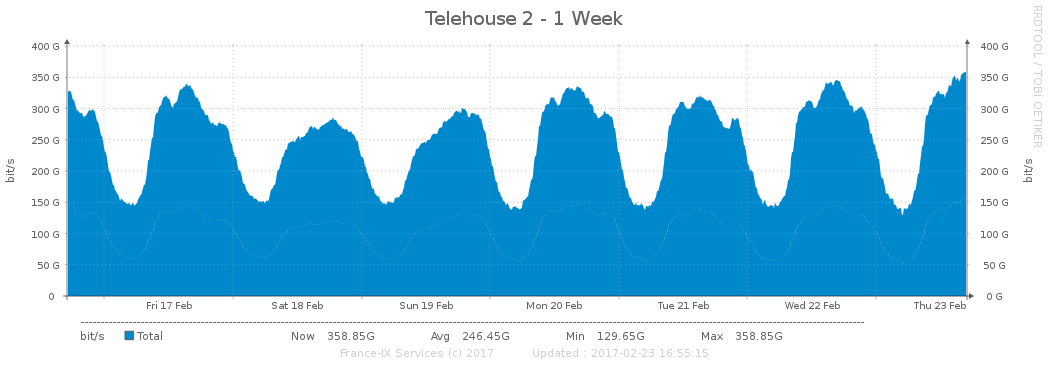 Telehouse 2 - 1 Week
RRDTOOL / TOBI OETIKER
400 G 400 G
350 G 350 G
300 G 300 G
250 G 250 G
200 G 200 G
150 G 150 G
100 G 100 G
50 G 50 G
0 0 G
bit/s bit/s
Fri 17 Feb Sat 18 Feb Sun 19 Feb Mon 20 Feb Tue 21 Feb Wed 22 Feb Thu 23 Feb
bit/s Total Now 358.85G Avg 246.45G Min 129.65G Max 358.85G
France-IX Services (c) 2017 Updated : 2017-02-23 16:55:15